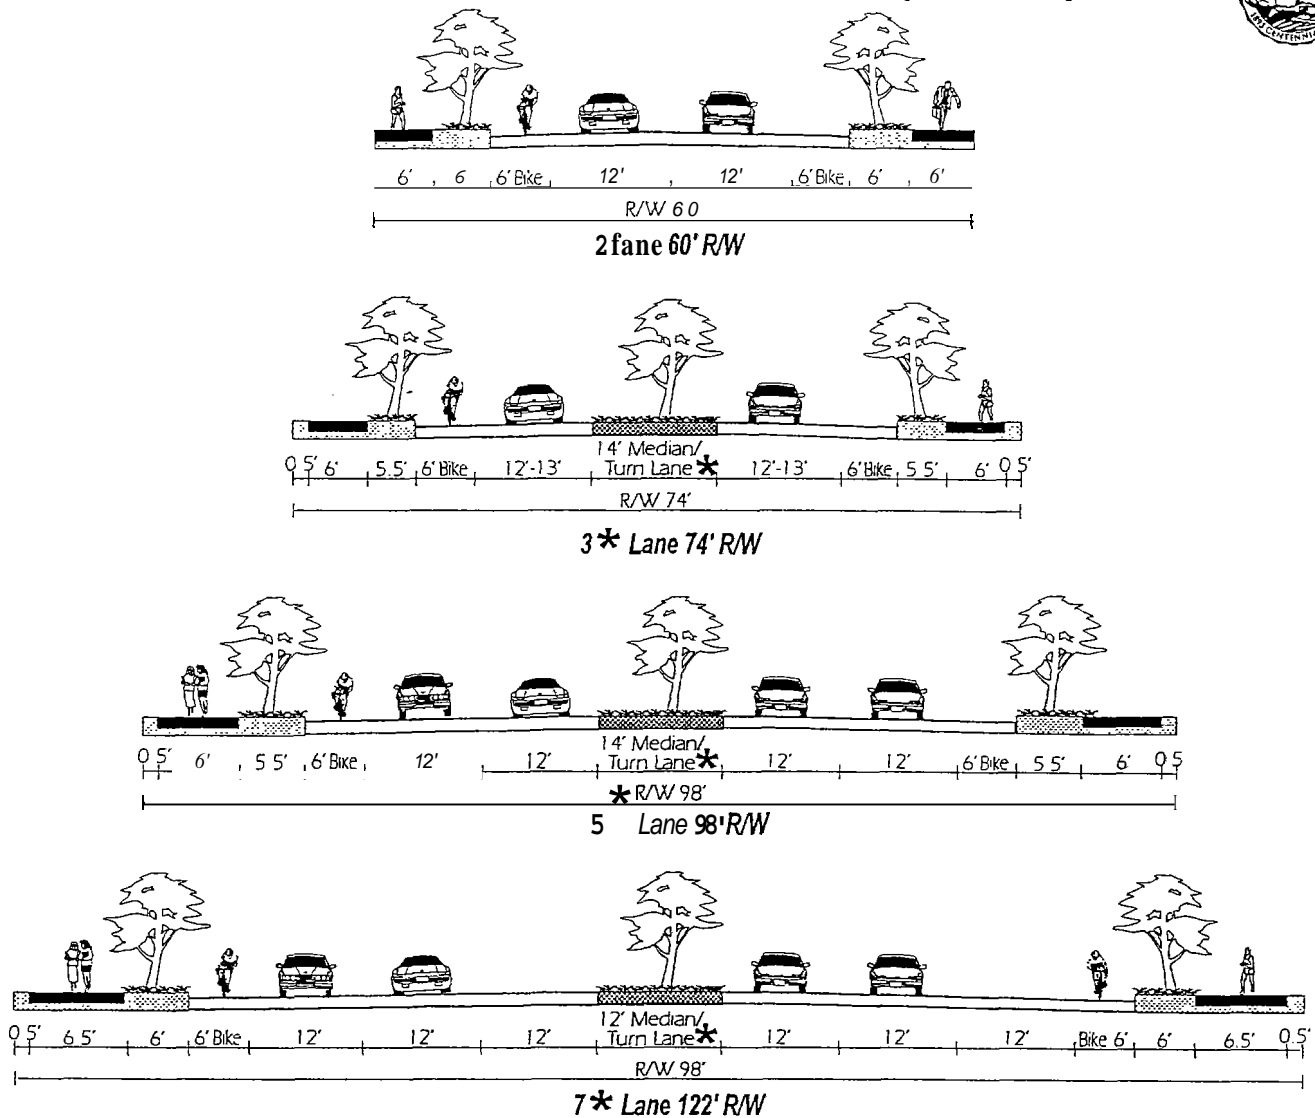 1895 CENTENNI
6' 6 6' Bike 12' 12' 6' Bike 6' 6'
R/W 60
2 fane 60' R/W
14' Median/
0 5' 6' 5.5' 6' Bike 12'-13' Turn Lane * 12'-13' 6' Bike 5 5' 6' 0 5'
R/W 74'
3 * Lane 74' R/W
14' Median/
0 5' 6' 5 5' 6' Bike 12' 12' Turn Lane * 12' 12' 6' Bike 5 5' 6' 0 5
* R/W 98'
5 Lane 98' R/W
12' Median/
0 5' 6 5' 6' 6' Bike 12' 12' 12' Turn Lane * 12' 12' 12' Bike 6' 6' 6.5' 0.5'
R/W 98'
7 * Lane 122' R/W